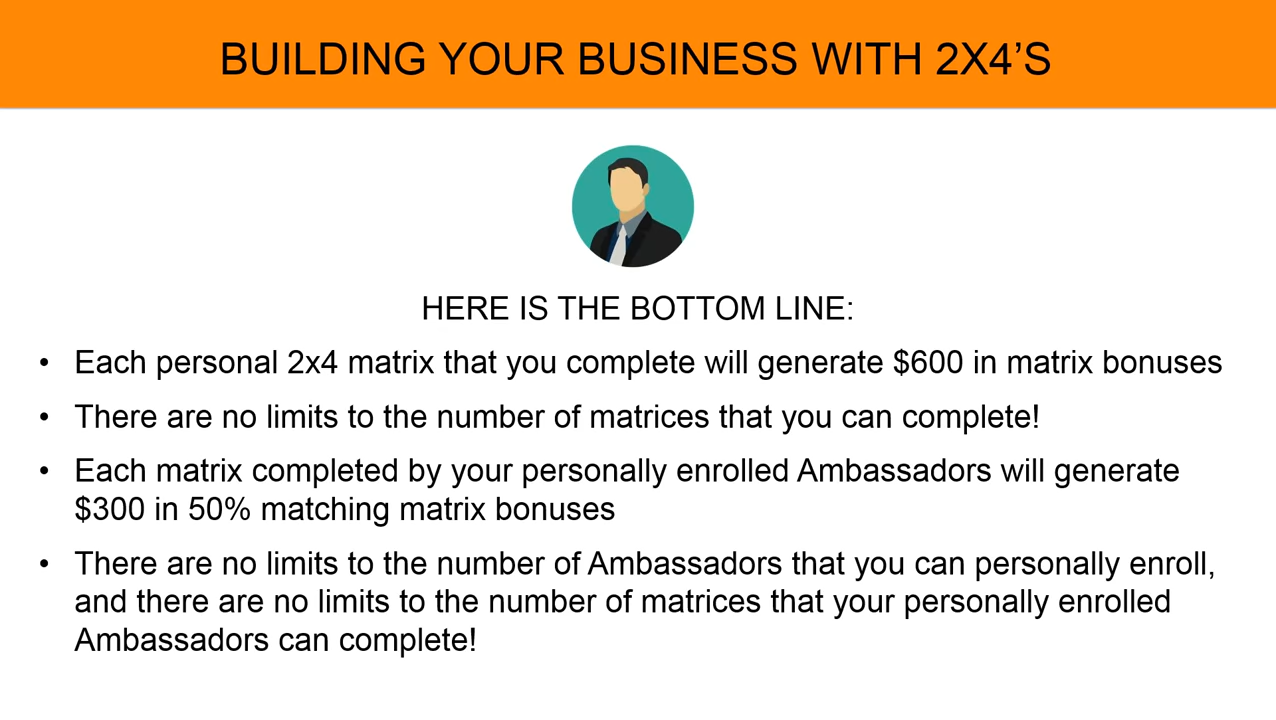 BUILDING YOUR BUSINESS WITH 2X4’S
HERE IS THE BOTTOM LINE:
• Each personal 2x4 matrix that you complete will generate $600 in matrix bonuses
• There are no limits to the number of matrices that you can complete!
• Each matrix completed by your personally enrolled Ambassadors will generate
$300 in 50% matching matrix bonuses
• There are no limits to the number of Ambassadors that you can personally enroll,
and there are no limits to the number of matrices that your personally enrolled
Ambassadors can complete!